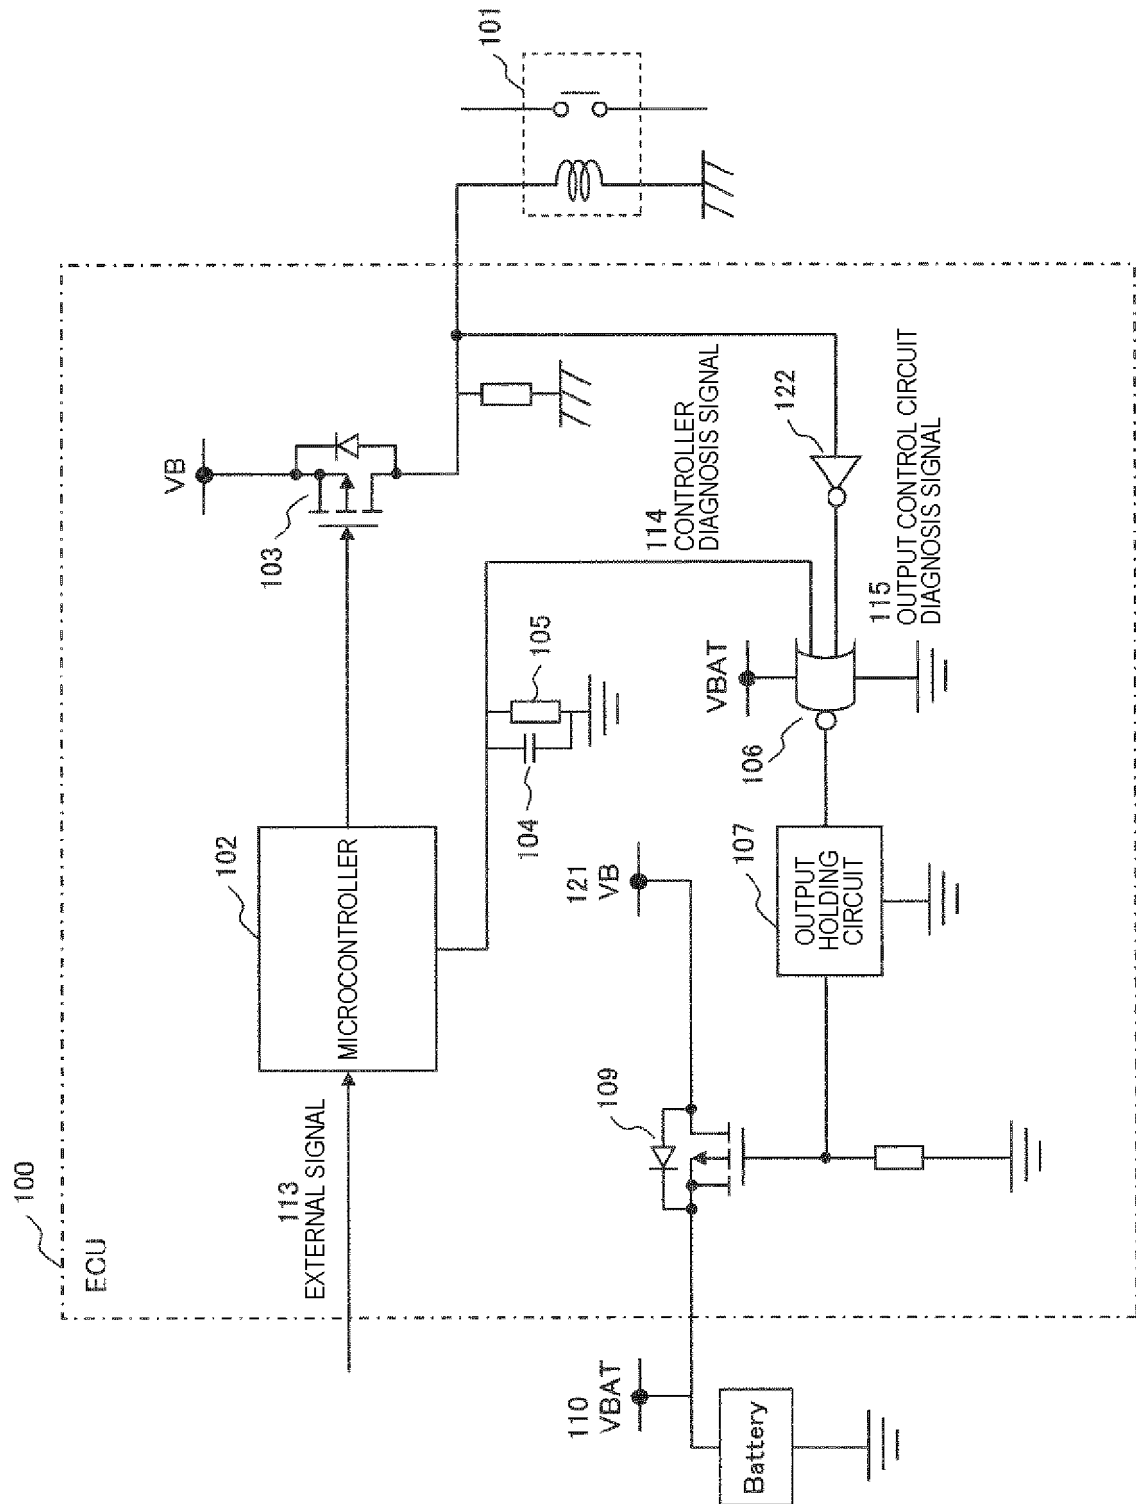 100
ECU
113
EXTERNAL SIGNAL
102
MICROCONTROLLER
103
VB
101
104
105
114
CONTROLLER
DIAGNOSIS SIGNAL
122
110
VBAT
Battery
109
121
VB
107
OUTPUT
HOLDING
CIRCUIT
106
VBAT
115
OUTPUT CONTROL CIRCUIT
DIAGNOSIS SIGNAL